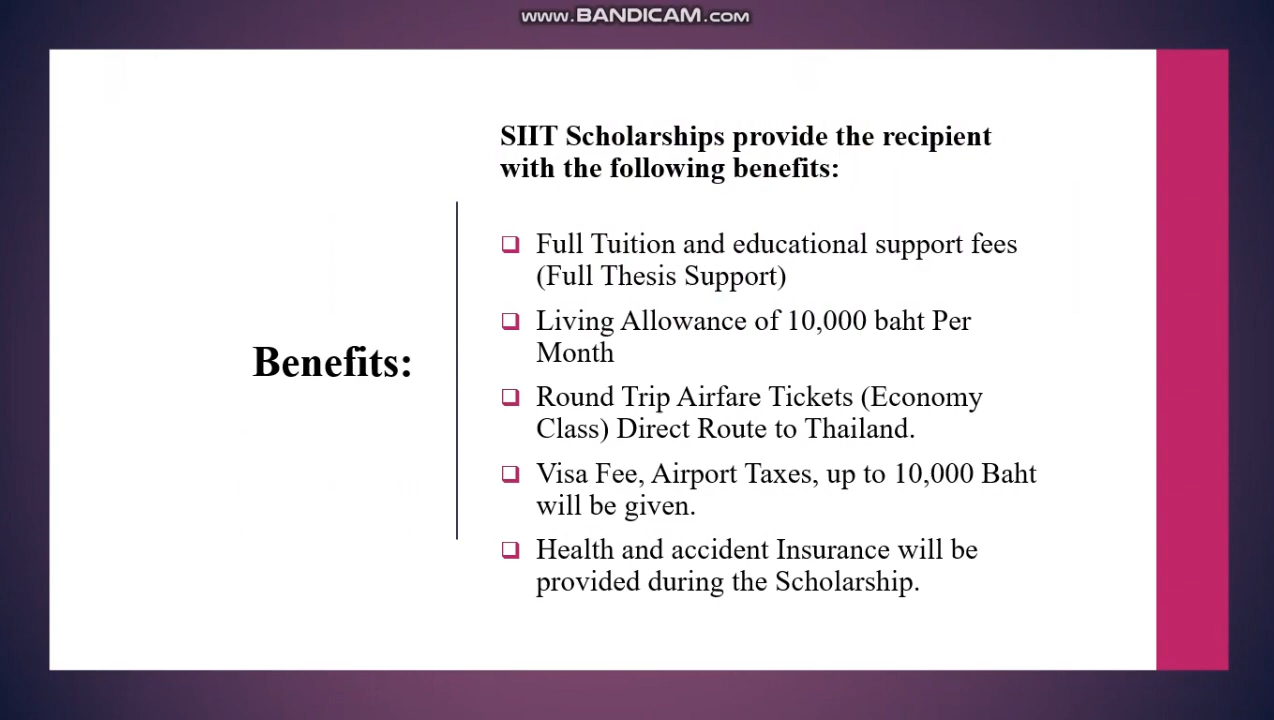 www.BANDICAM.com
SIIT Scholarships provide the recipient
with the following benefits:
Benefits:
Full Tuition and educational support fees
(Full Thesis Support)
Living Allowance of 10,000 baht Per
Month
Round Trip Airfare Tickets (Economy
Class) Direct Route to Thailand.
Visa Fee, Airport Taxes, up to 10,000 Baht
will be given.
Health and accident Insurance will be
provided during the Scholarship.